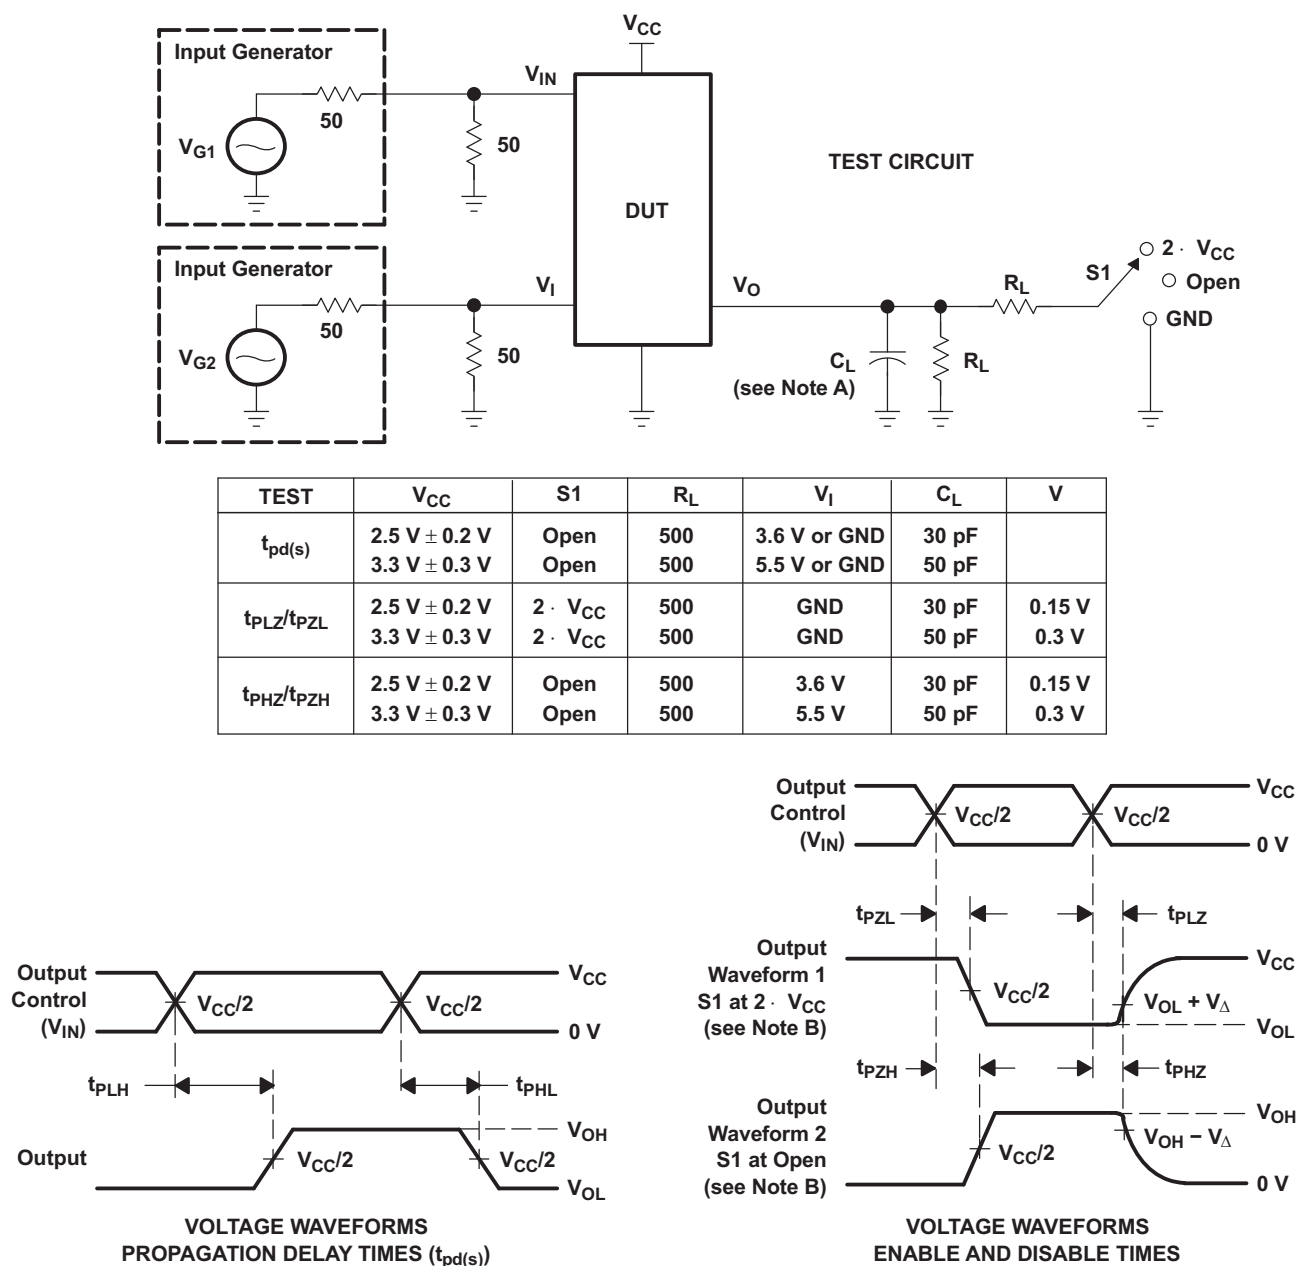 VCC
Input Generator
VIN
50
VG1
50
TEST CIRCUIT
DUT
Input Generator
VI
50
VG2
50
VO
RL
S1
2 · VCC
Open
GND
CL
(see Note A)
RL
TEST VCC S1 RL VI CL V
tpd(s)
2.5 V ± 0.2 V Open 500 3.6 V or GND 30 pF
3.3 V ± 0.3 V Open 500 5.5 V or GND 50 pF
tPLZ/tPZL
2.5 V ± 0.2 V 2 · VCC 500 GND 30 pF 0.15 V
3.3 V ± 0.3 V 2 · VCC 500 GND 50 pF 0.3 V
tPHZ/tPZH
2.5 V ± 0.2 V Open 500 3.6 V 30 pF 0.15 V
3.3 V ± 0.3 V Open 500 5.5 V 50 pF 0.3 V
Output
Control
(VIN)
VCC/2
VCC/2
VCC
0 V
tPLH
tPHL
Output
VCC/2
VCC/2
VOH
VOL
VOLTAGE WAVEFORMS
PROPAGATION DELAY TIMES (tpd(s))
Output
Control
(VIN)
VCC/2
VCC/2
VCC
0 V
tPZL
tPLZ
Output
Waveform 1
S1 at 2 · VCC
(see Note B)
VCC/2
VCC
VOL + VΔ
VOL
tPZH
tPHZ
Output
Waveform 2
S1 at Open
(see Note B)
VCC/2
VOH
VOH − VΔ
0 V
VOLTAGE WAVEFORMS
ENABLE AND DISABLE TIMES